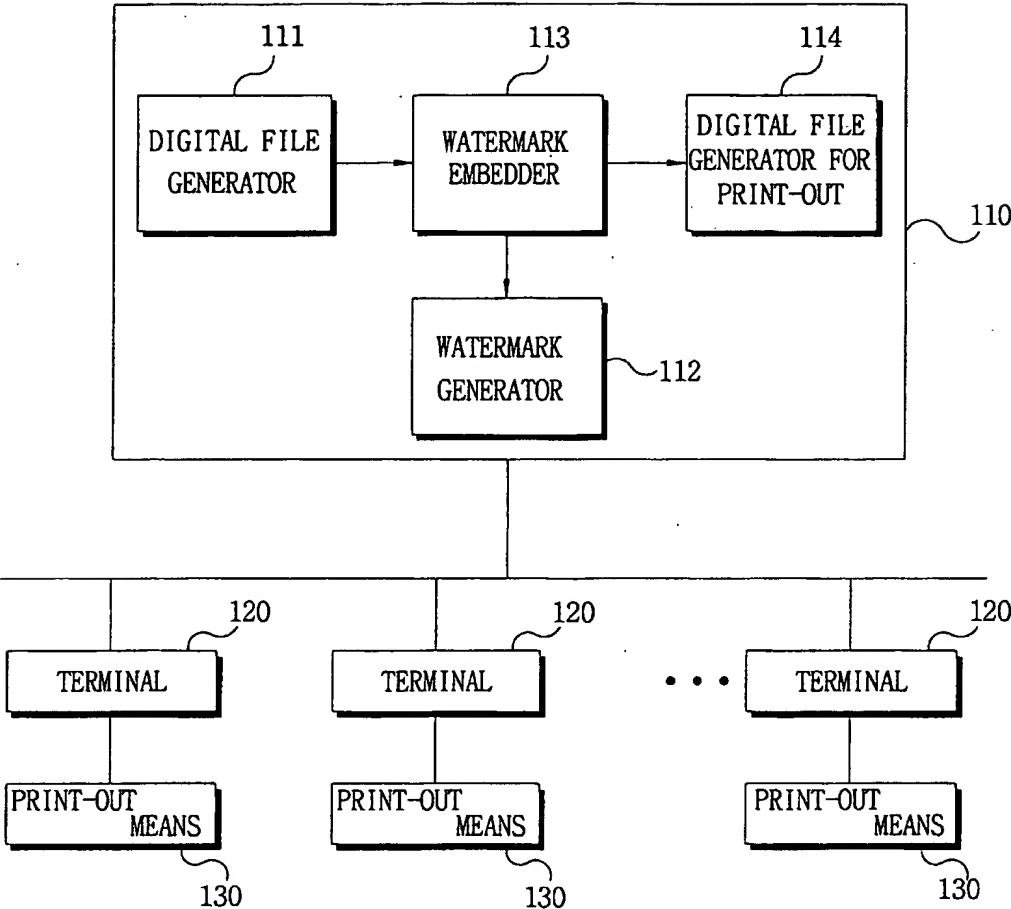 111
113
114
DIGITAL FILE
GENERATOR
WATERMARK
EMBEDDER
DIGITAL FILE
GENERATOR FOR
PRINT-OUT
110
WATERMARK
GENERATOR
112
120
120
120
TERMINAL
TERMINAL
TERMINAL
PRINT-OUT
MEANS
PRINT-OUT
MEANS
PRINT-OUT
MEANS
130
130
130